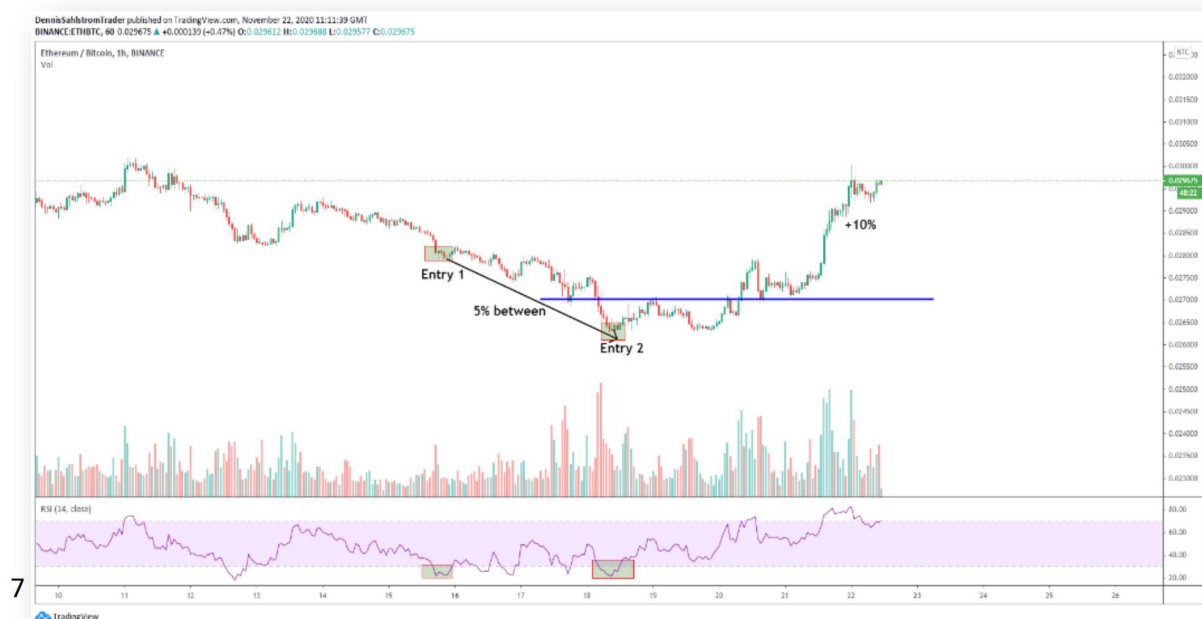 DennisSahlstromTrader published on TradingView.com, November 22, 2020 11:11:39 GMT
BINANCE:ETHBTC, 60 0.029675 ▲ +0.000139 (+0.47%) O:0.029612 H:0.029688 L:0.029577 C:0.029675
Ethereum / Bitcoin, 1h, BINANCE
Vol
BTC
0.032000
0.031500
0.031000
0.030500
0.030000
0.029675
48:22
0.029000
0.028500
0.028000
0.027500
0.027000
0.026500
0.026000
0.025500
0.025000
0.024500
0.024000
0.023500
0.023000
+10%
Entry 1
5% between
Entry 2
RSI (14, close)
80.00
60.00
40.00
20.00
7
10 11 12 13 14 15 16 17 18 19 20 21 22 23 24 25 26
TradingView